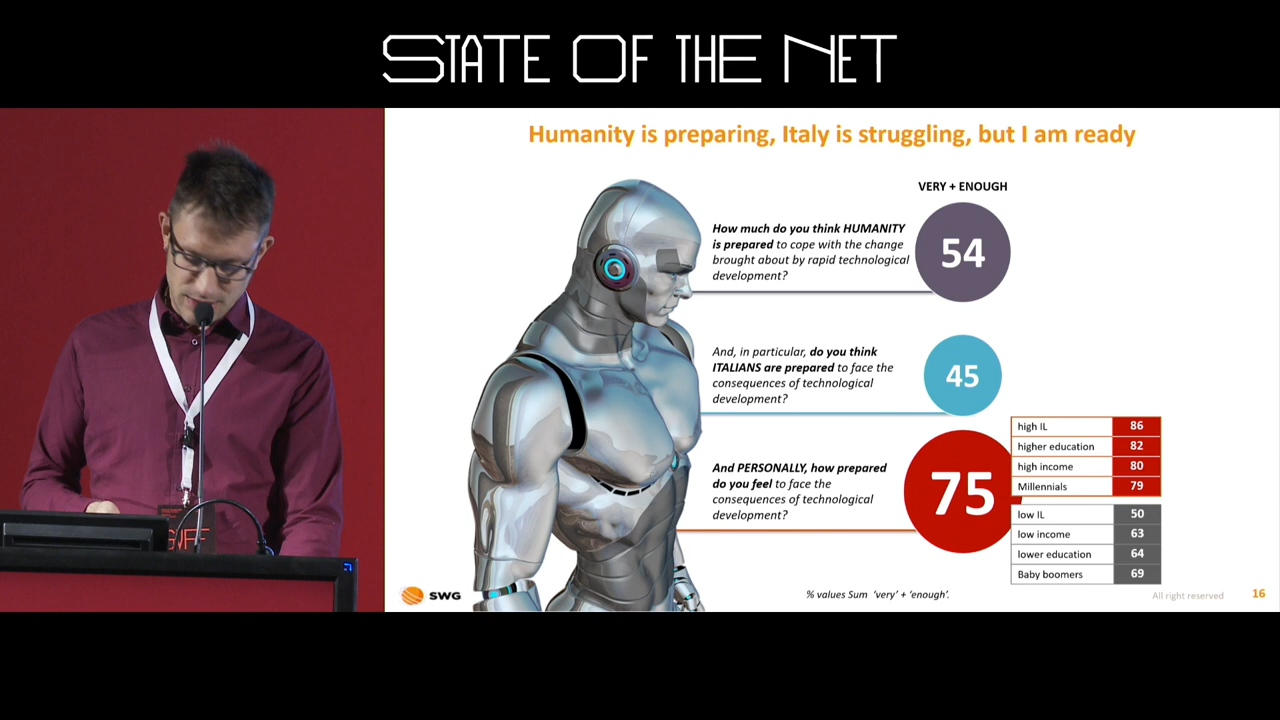 STATE OF THE NET
Humanity is preparing, Italy is struggling, but I am ready
VERY + ENOUGH
How much do you think HUMANITY
is prepared to cope with the change
brought about by rapid technological
development?
54
And, in particular, do you think
ITALIANS are prepared to face the
consequences of technological
development?
45
And PERSONALLY, how prepared
do you feel to face the
consequences of technological
development?
75
high IL 86
higher education 82
high income 80
Millennials 79
low IL 50
low income 63
lower education 64
Baby boomers 69
SWG
% values Sum 'very' + 'enough'.
All right reserved
16